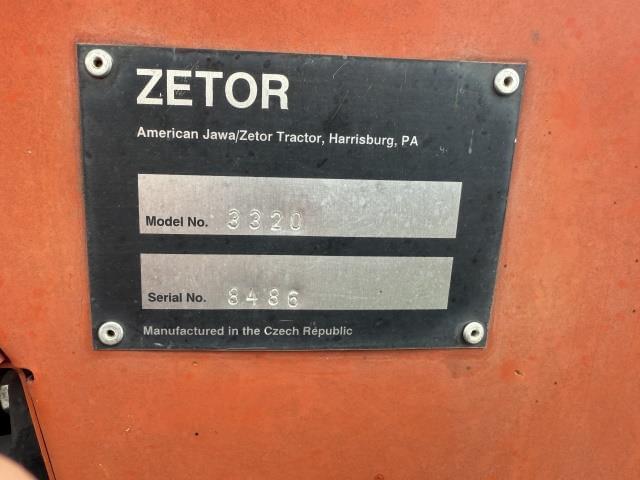 ZETOR
American Jawa/Zetor Tractor, Harrisburg, PA
Model No. 3320
Serial No. 8486
Manufactured in the Czech Republic